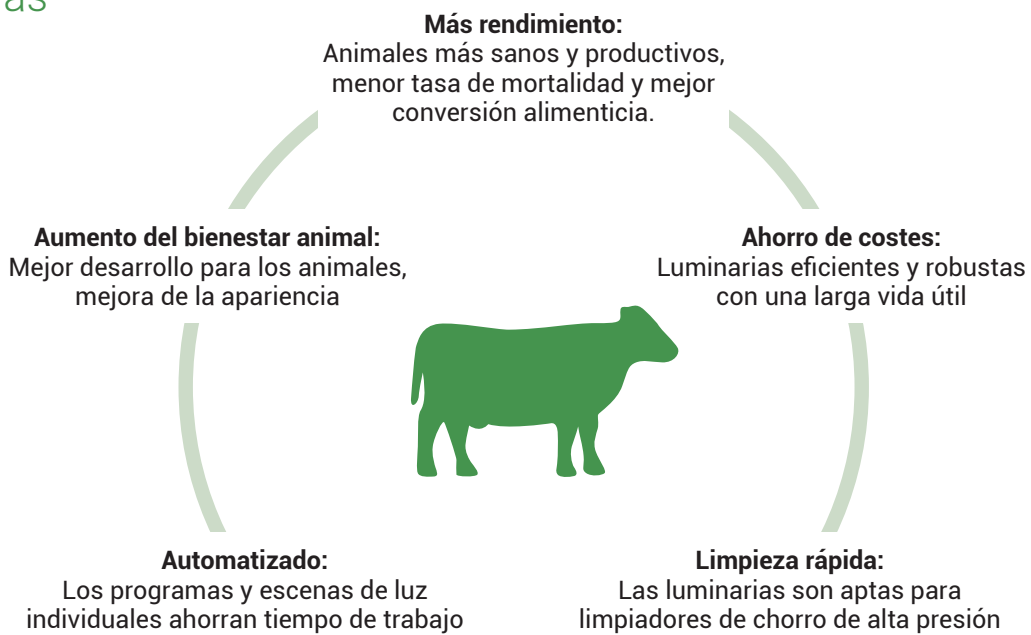 Más rendimiento:
Animales más sanos y productivos,
menor tasa de mortalidad y mejor
conversión alimenticia.
Aumento del bienestar animal:
Mejor desarrollo para los animales,
mejora de la apariencia
Ahorro de costes:
Luminarias eficientes y robustas
con una larga vida útil
Automatizado:
Los programas y escenas de luz
individuales ahorran tiempo de trabajo
Limpieza rápida:
Las luminarias son aptas para
limpiadores de chorro de alta presión